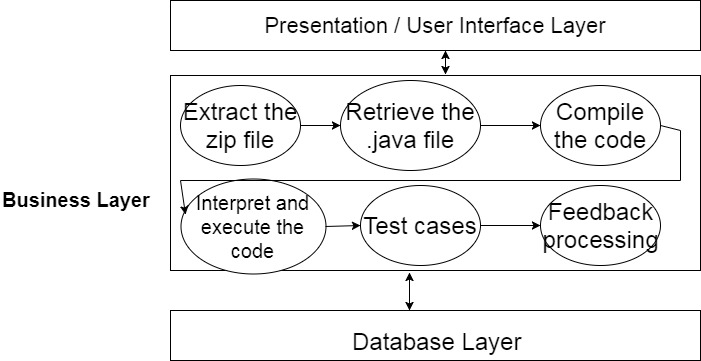 Presentation / User Interface Layer
Extract the
zip file
Retrieve the
.java file
Compile
the code
Business Layer
Interpret and
execute the
code
Test cases
Feedback
processing
Database Layer